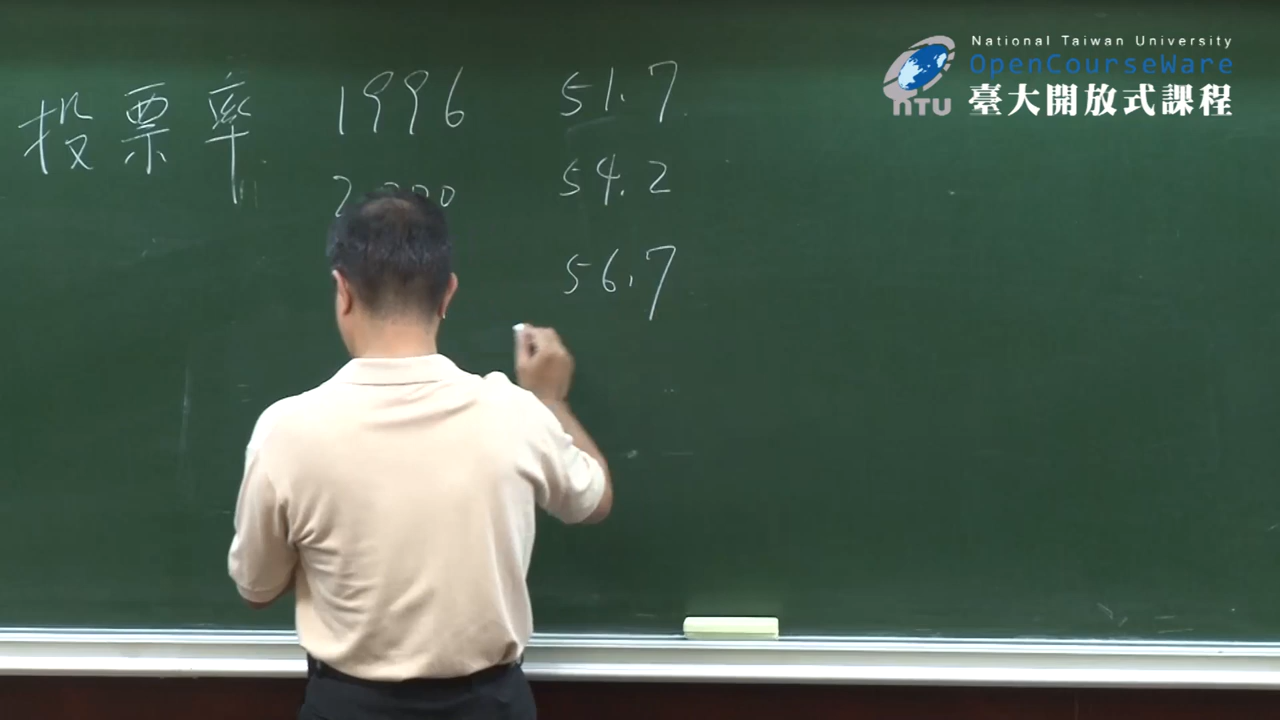 National Taiwan University
OpenCourseWare
NTU 臺大開放式課程
投票率 1996 51.7
54.2
56.7